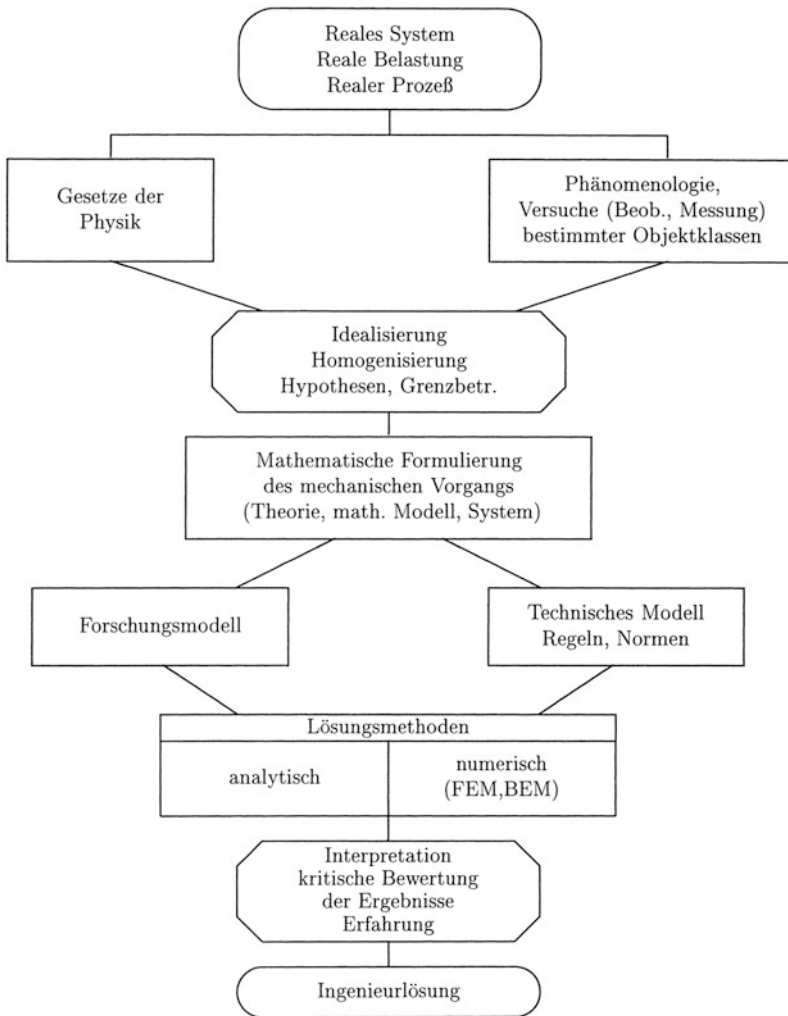 Reales System
Reale Belastung
Realer Prozeß
Gesetze der
Physik
Phänomenologie,
Versuche (Beob., Messung)
bestimmter Objektklassen
Idealisierung
Homogenisierung
Hypothesen, Grenzbetr.
Mathematische Formulierung
des mechanischen Vorgangs
(Theorie, math. Modell, System)
Forschungsmodell
Technisches Modell
Regeln, Normen
Lösungsmethoden
analytisch
numerisch
(FEM,BEM)
Interpretation
kritische Bewertung
der Ergebnisse
Erfahrung
Ingenieurlösung